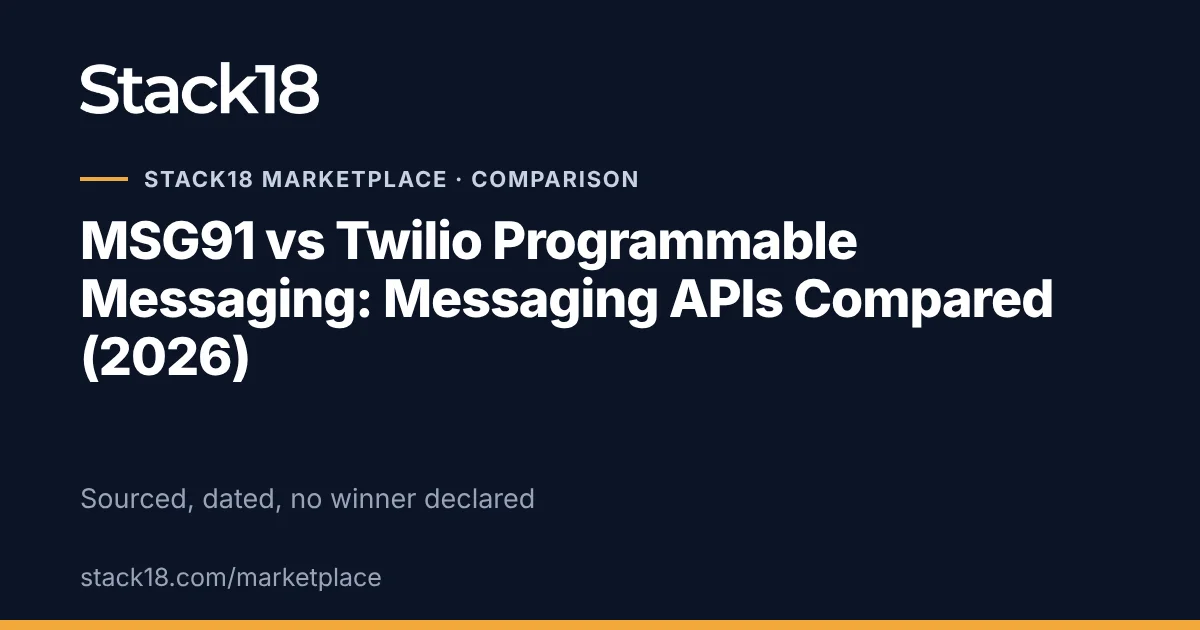 Stack18
STACK18 MARKETPLACE · COMPARISON
MSG91 vs Twilio Programmable
Messaging: Messaging APIs Compared
(2026)
Sourced, dated, no winner declared
stack18.com/marketplace